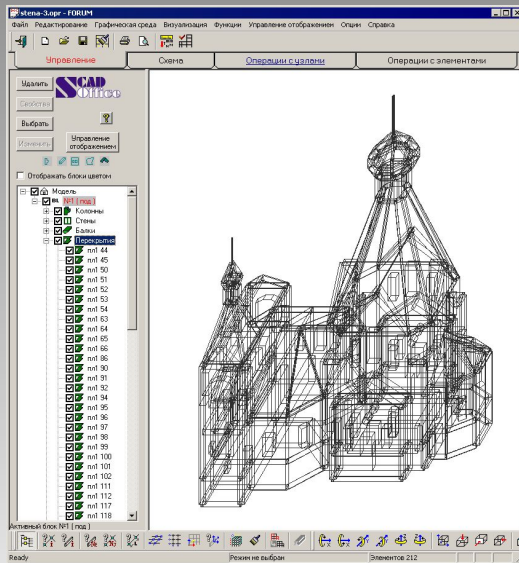 stena-3.opr - FORUM
Файл Редактирование Графическая среда Визуализация Функции Управление отображением Опции Справка
Управление Схема Операции с узлами Операции с элементами
Удалить
SCAD Office
Свойства
Выбрать
Изменить
Управление отображением
Отображать блоки цветом
Модель
№1 ( под )
Колонны
Стены
Балки
Перекрытия
пл1 44
пл1 45
пл1 50
пл1 51
пл1 52
пл1 53
пл1 54
пл1 63
пл1 64
пл1 65
пл1 66
пл1 86
пл1 90
пл1 91
пл1 92
пл1 94
пл1 95
пл1 96
пл1 97
пл1 98
пл1 99
пл1 100
пл1 101
пл1 102
пл1 111
пл1 112
пл1 117
пл1 118
Активный блок №1 ( под )
Ready Режим не выбран Элементов 212